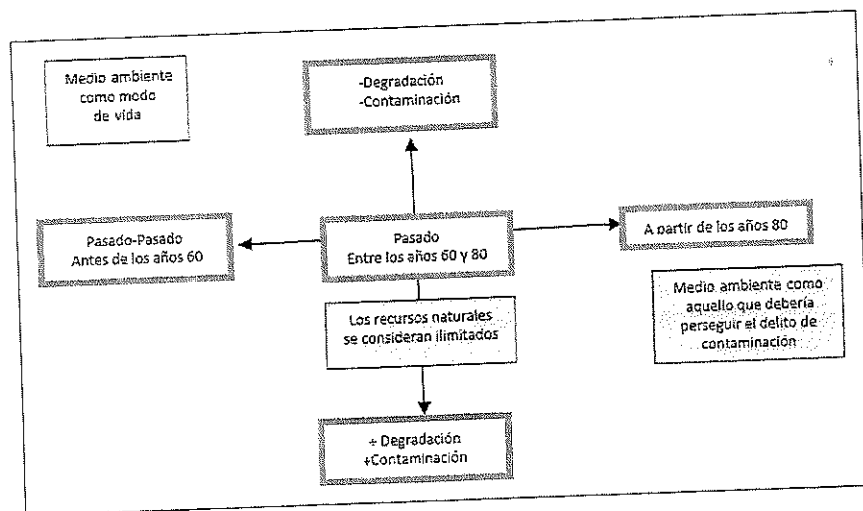 Medio ambiente
como modo
de vida
-Degradación
-Contaminación
Pasado-Pasado
Antes de los años 60
Pasado
Entre los años 60 y 80
A partir de los años 80
Los recursos naturales
se consideran ilimitados
Medio ambiente como
aquello que debería
perseguir el delito de
contaminación
+ Degradación
+Contaminación